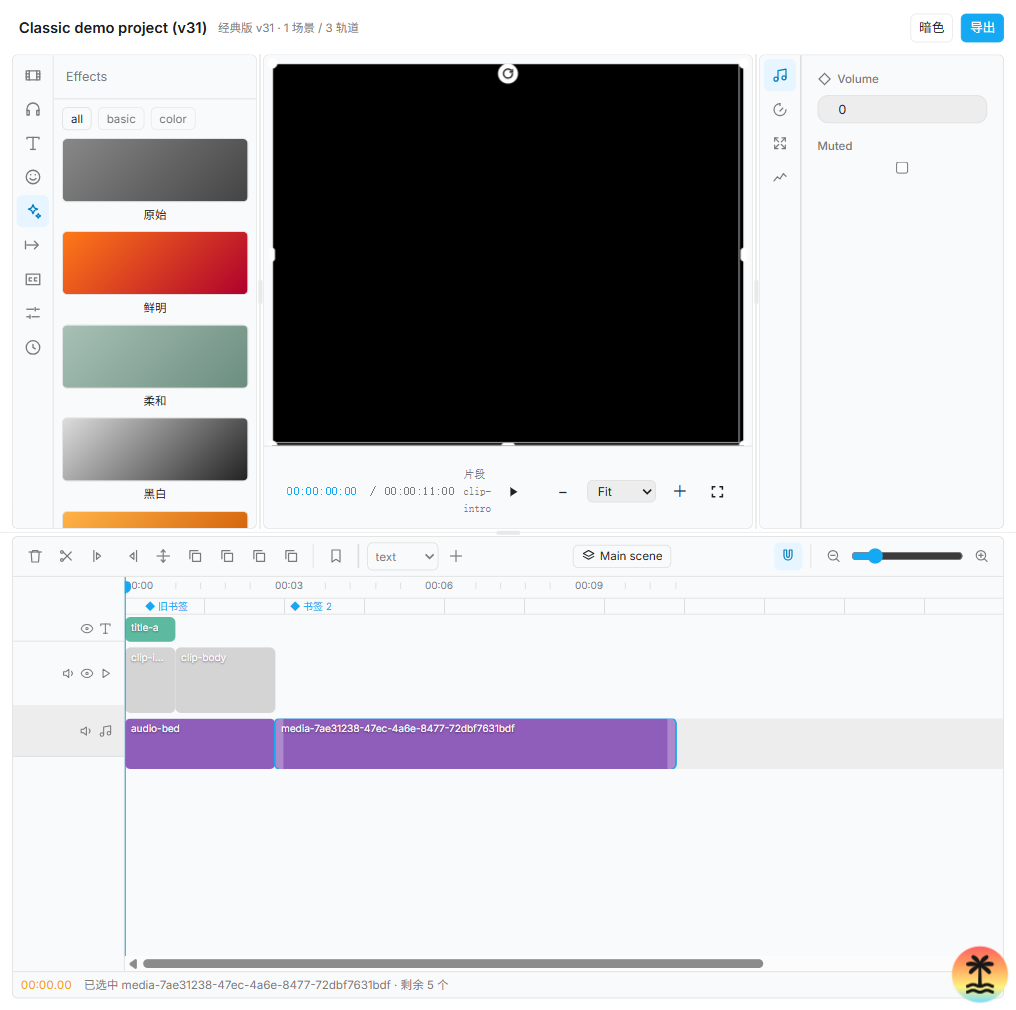 Classic demo project (v31) 经典版 v31 · 1 场景 / 3 轨道 暗色 导出
Effects
all basic color
原始
鲜明
柔和
黑白
00:00:00:00 / 00:00:11:00
片段
clip-
intro
Fit
Volume
0
Muted
text
Main scene
0:00 00:03 00:06 00:09
旧书签 书签 2
title-a
clip-i... clip-body
audio-bed media-7ae31238-47ec-4a6e-8477-72dbf7631bdf
00:00.00 已选中 media-7ae31238-47ec-4a6e-8477-72dbf7631bdf · 剩余 5 个